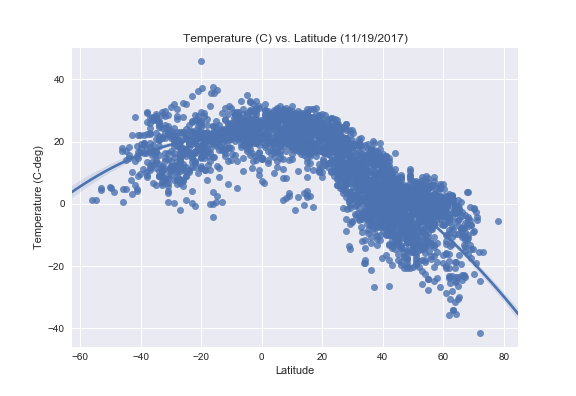 Temperature (C) vs. Latitude (11/19/2017)
40
20
0
−20
−40
Temperature (C-deg)
−60 −40 −20 0 20 40 60 80
Latitude